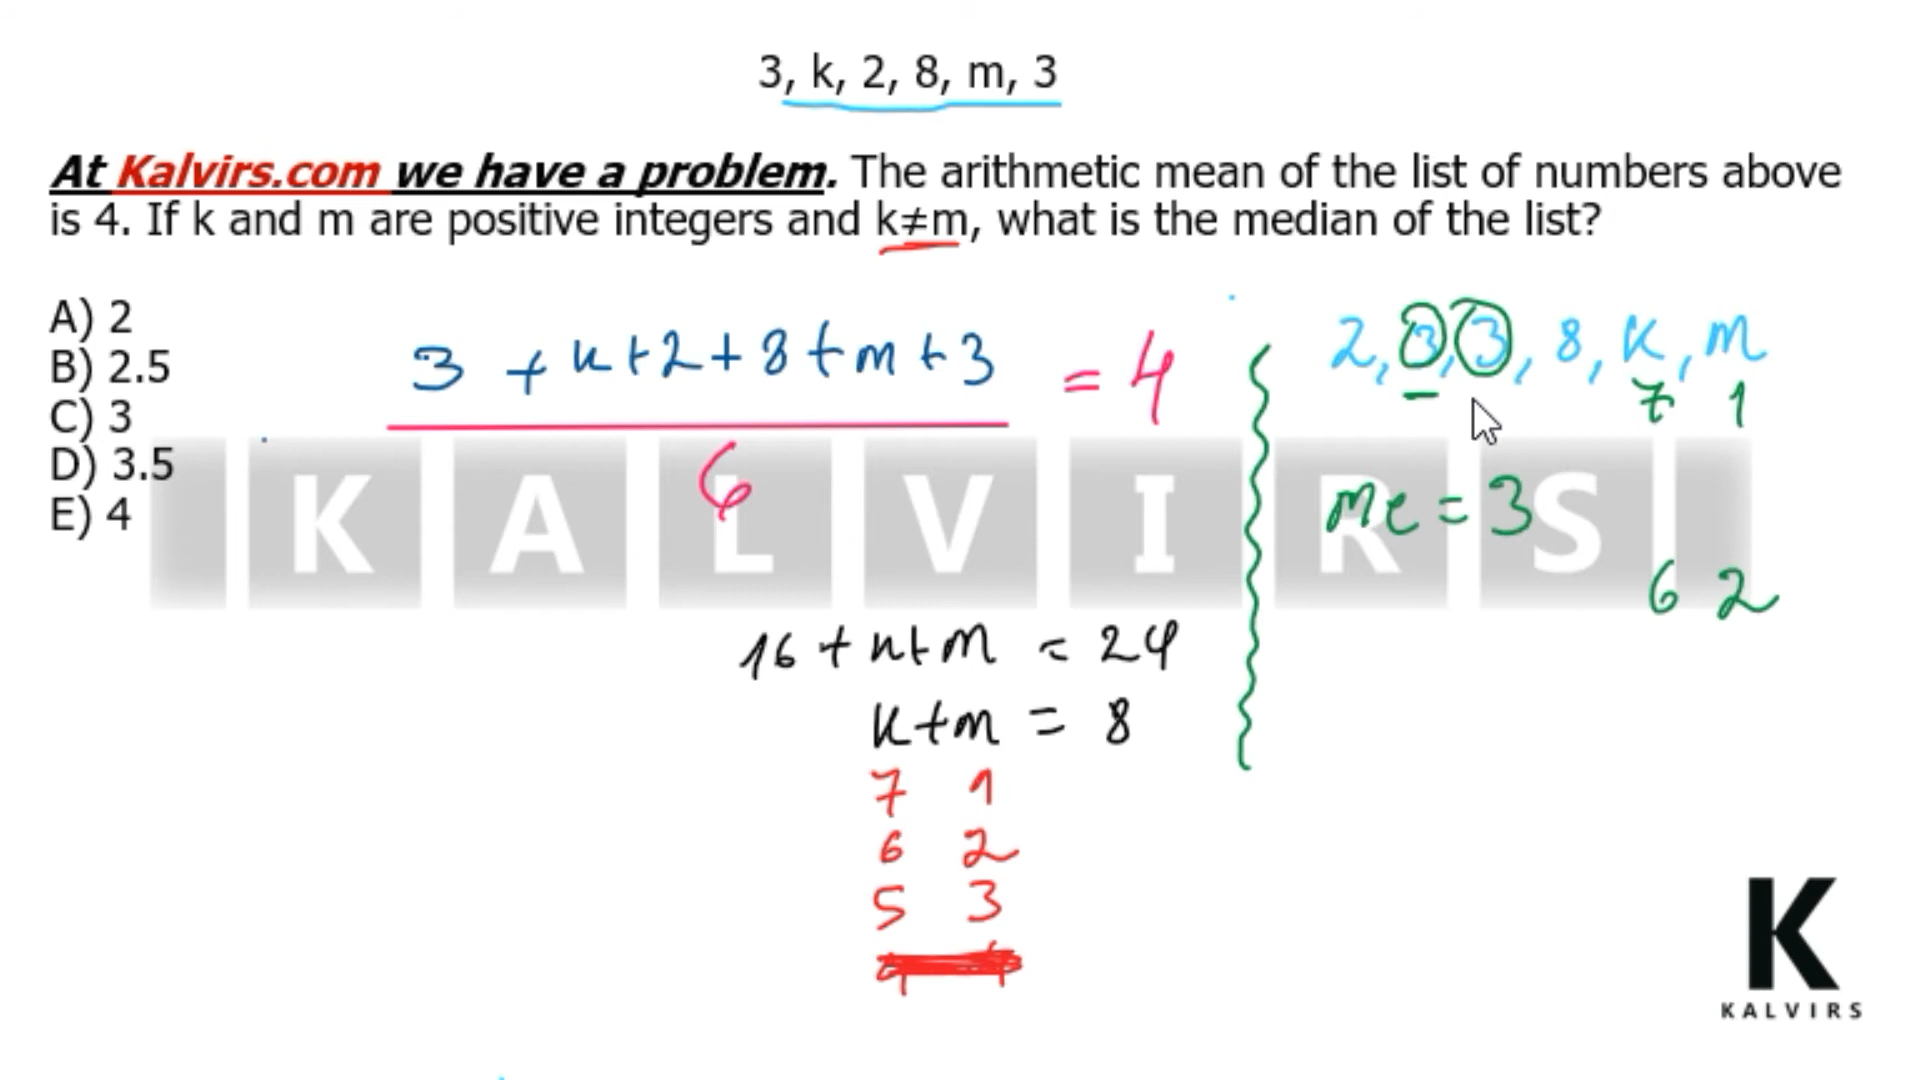 3, k, 2, 8, m, 3
At Kalvirs.com we have a problem. The arithmetic mean of the list of numbers above
is 4. If k and m are positive integers and k≠m, what is the median of the list?
A) 2
B) 2.5
C) 3
D) 3.5
E) 4
3 + k + 2 + 8 + m + 3 = 4
6
2, 3, 3, 8, k, m
7 1
Me = 3
6 2
KALVIRS
16 + k + m = 24
k + m = 8
7 1
6 2
5 3
K
KALVIRS